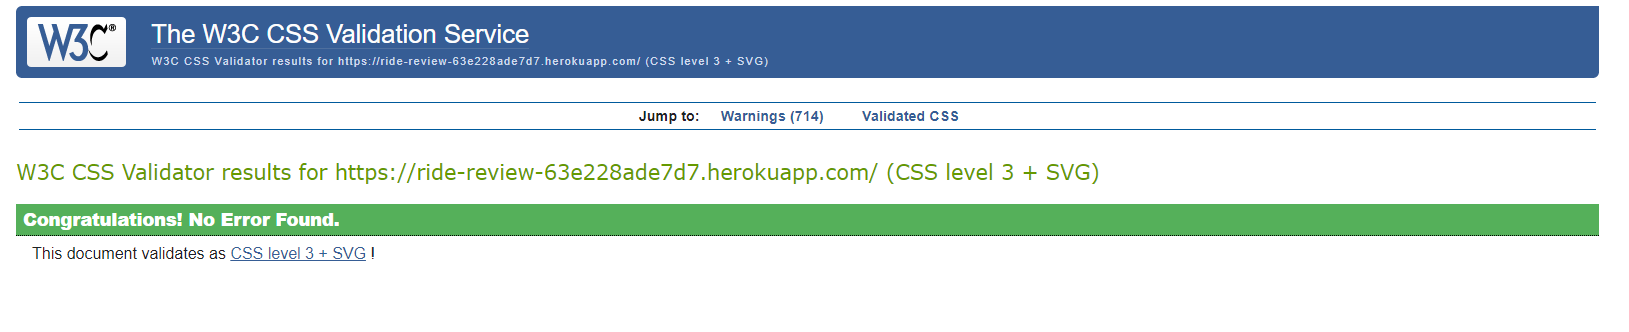 W3C®
The W3C CSS Validation Service
W3C CSS Validator results for https://ride-review-63e228ade7d7.herokuapp.com/ (CSS level 3 + SVG)
Jump to: Warnings (714) Validated CSS
W3C CSS Validator results for https://ride-review-63e228ade7d7.herokuapp.com/ (CSS level 3 + SVG)
Congratulations! No Error Found.
This document validates as CSS level 3 + SVG !